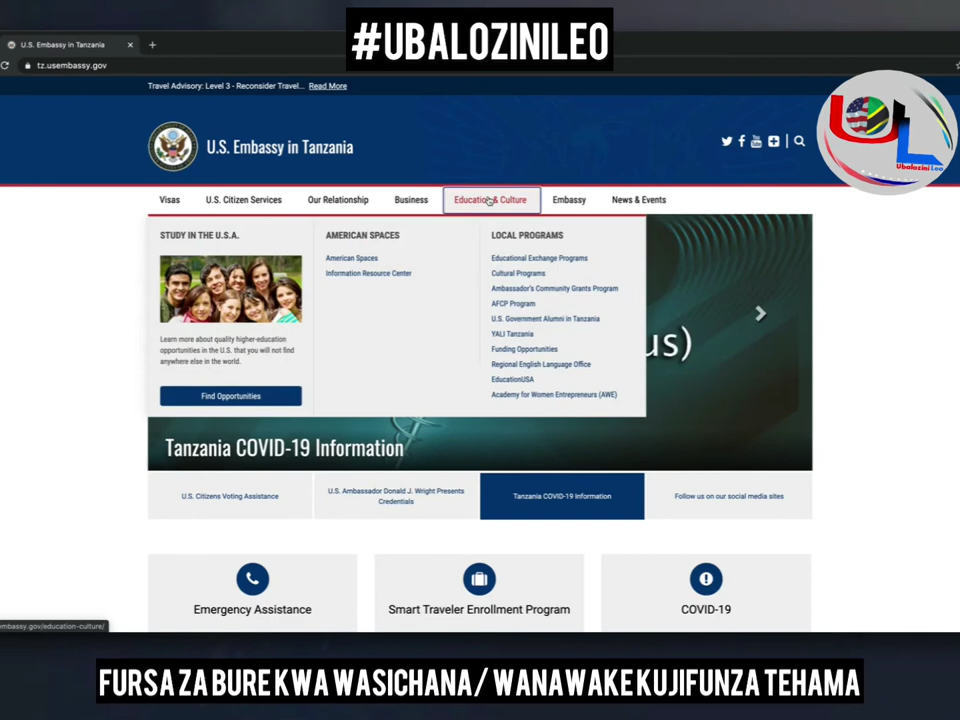 #UBALOZINILEO
U.S. Embassy in Tanzania
tz.usembassy.gov
Travel Advisory: Level 3 - Reconsider Travel... Read More
U.S. Embassy in Tanzania
UL
Ubalozini Leo
Visas U.S. Citizen Services Our Relationship Business Education & Culture Embassy News & Events
STUDY IN THE U.S.A.
Learn more about quality higher-education
opportunities in the U.S. that you will not find
anywhere else in the world.
Find Opportunities
AMERICAN SPACES
American Spaces
Information Resource Center
LOCAL PROGRAMS
Educational Exchange Programs
Cultural Programs
Ambassador's Community Grants Program
AFCP Program
U.S. Government Alumni in Tanzania
YALI Tanzania
Funding Opportunities
Regional English Language Office
EducationUSA
Academy for Women Entrepreneurs (AWE)
us)
Tanzania COVID-19 Information
U.S. Citizens Voting Assistance
U.S. Ambassador Donald J. Wright Presents
Credentials
Tanzania COVID-19 Information
Follow us on our social media sites
Emergency Assistance
Smart Traveler Enrollment Program
COVID-19
embassy.gov/education-culture/
FURSA ZA BURE KWA WASICHANA/ WANAWAKE KUJIFUNZA TEHAMA